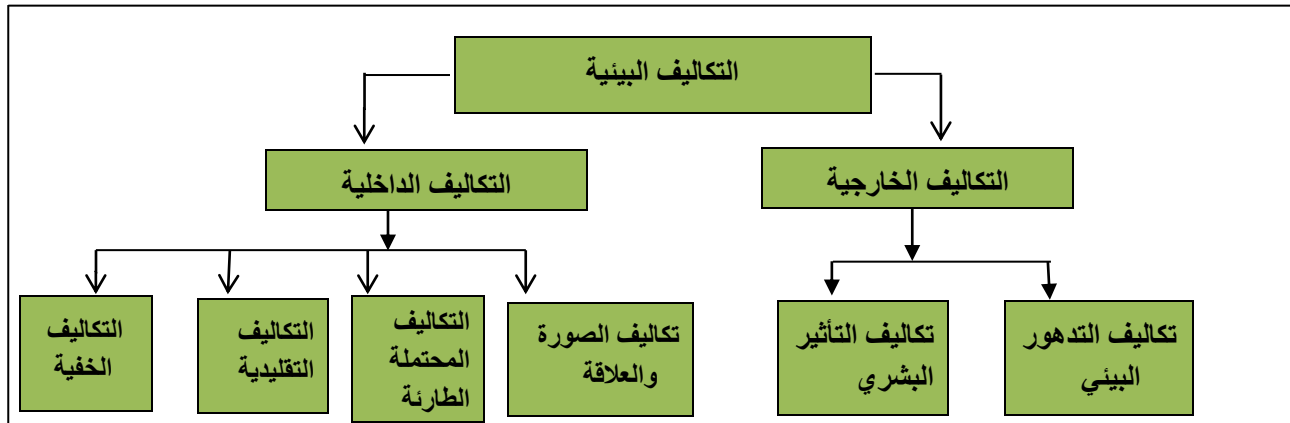 التكاليف البيئية
التكاليف الخارجية
التكاليف الداخلية
تكاليف التدهور
البيئي
تكاليف التأثير
البشري
تكاليف الصورة
والعلاقة
التكاليف
المحتملة
الطارئة
التكاليف
التقليدية
التكاليف
الخفية